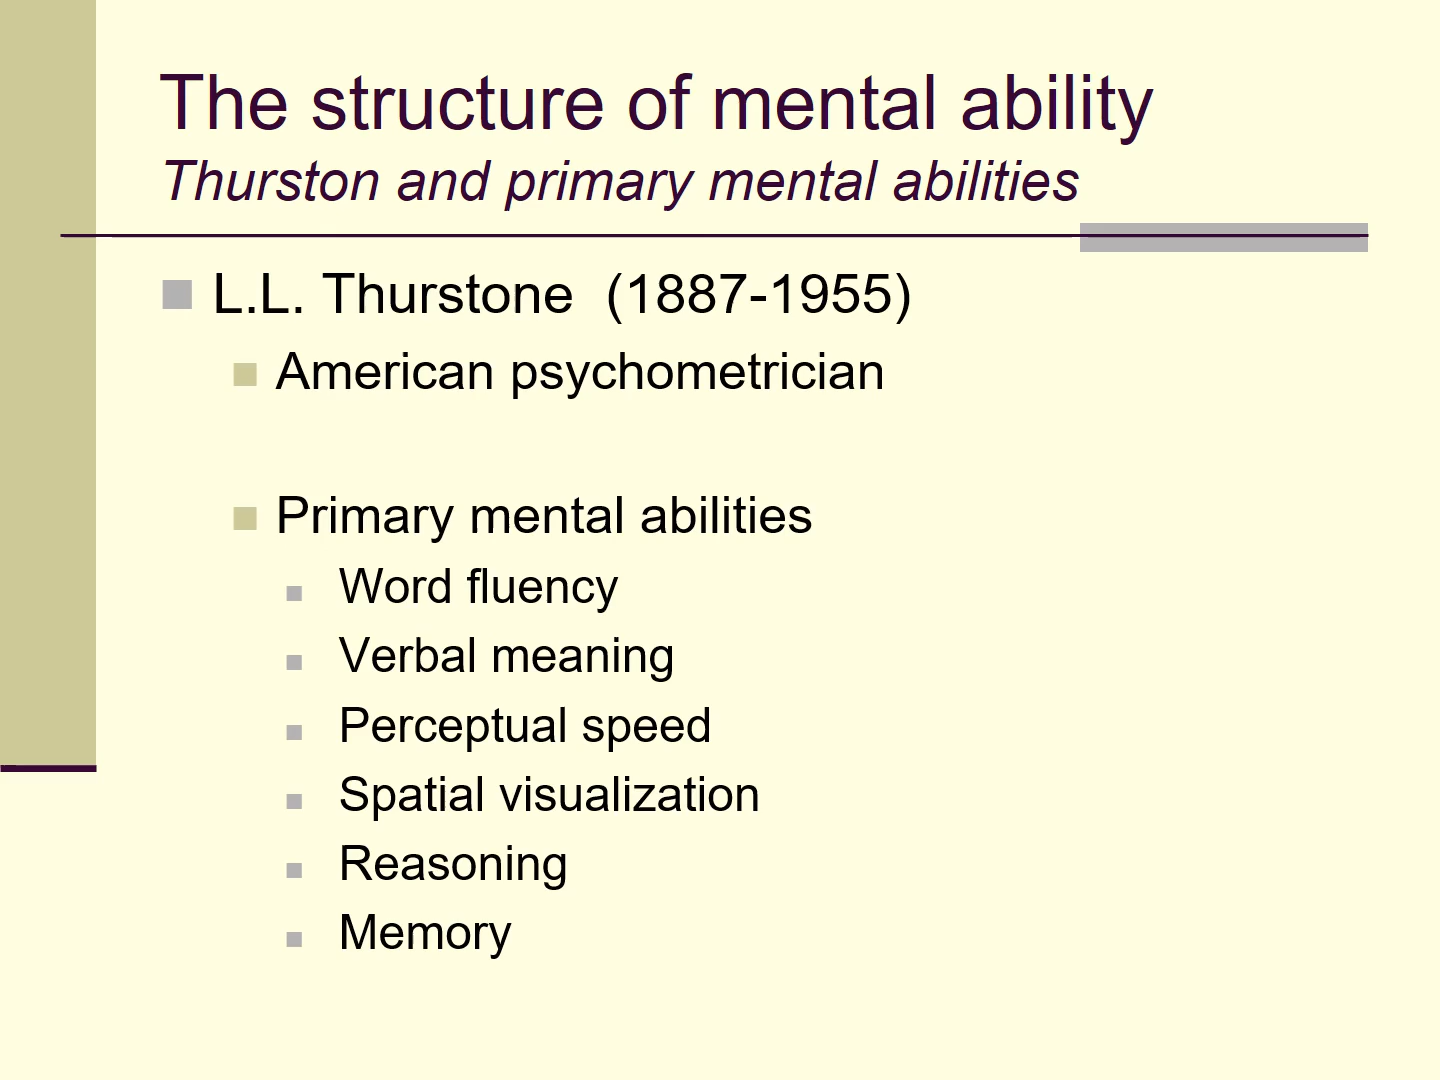 The structure of mental ability
Thurston and primary mental abilities
L.L. Thurstone  (1887-1955)
American psychometrician
Primary mental abilities
Word fluency
Verbal meaning
Perceptual speed
Spatial visualization
Reasoning
Memory